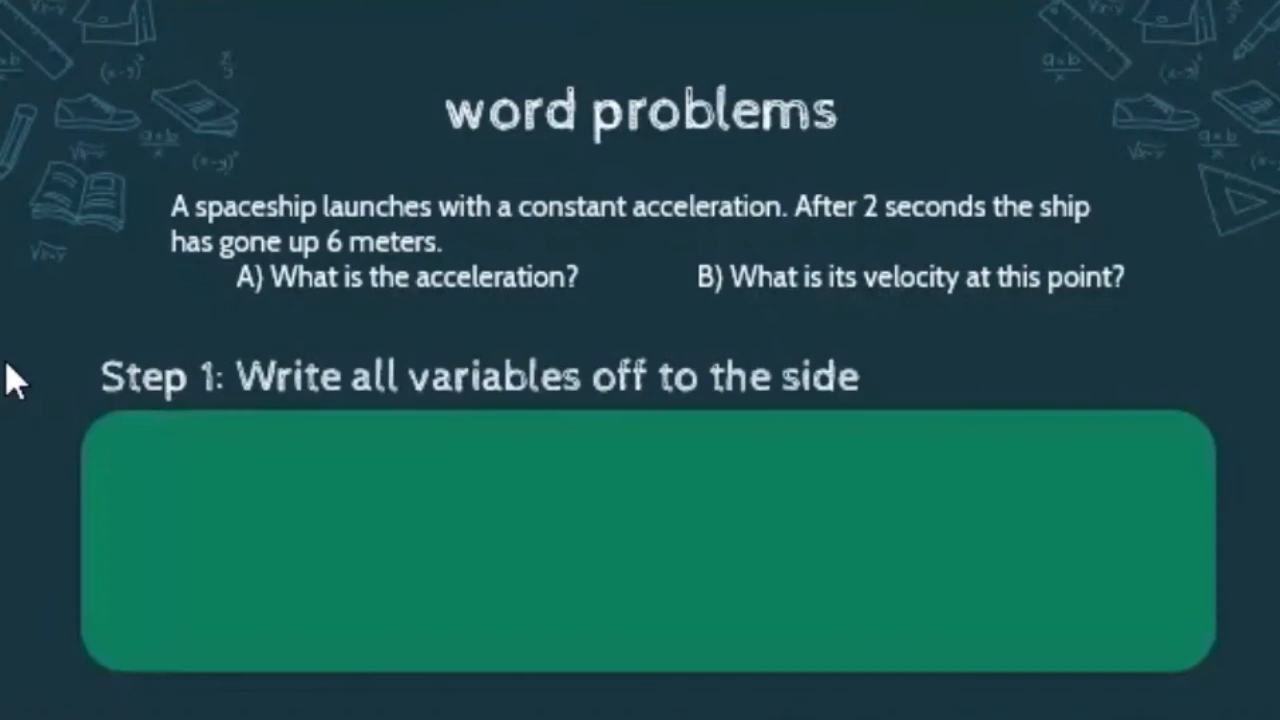 word problems
A spaceship launches with a constant acceleration. After 2 seconds the ship
has gone up 6 meters.
A) What is the acceleration? B) What is its velocity at this point?
Step 1: Write all variables off to the side